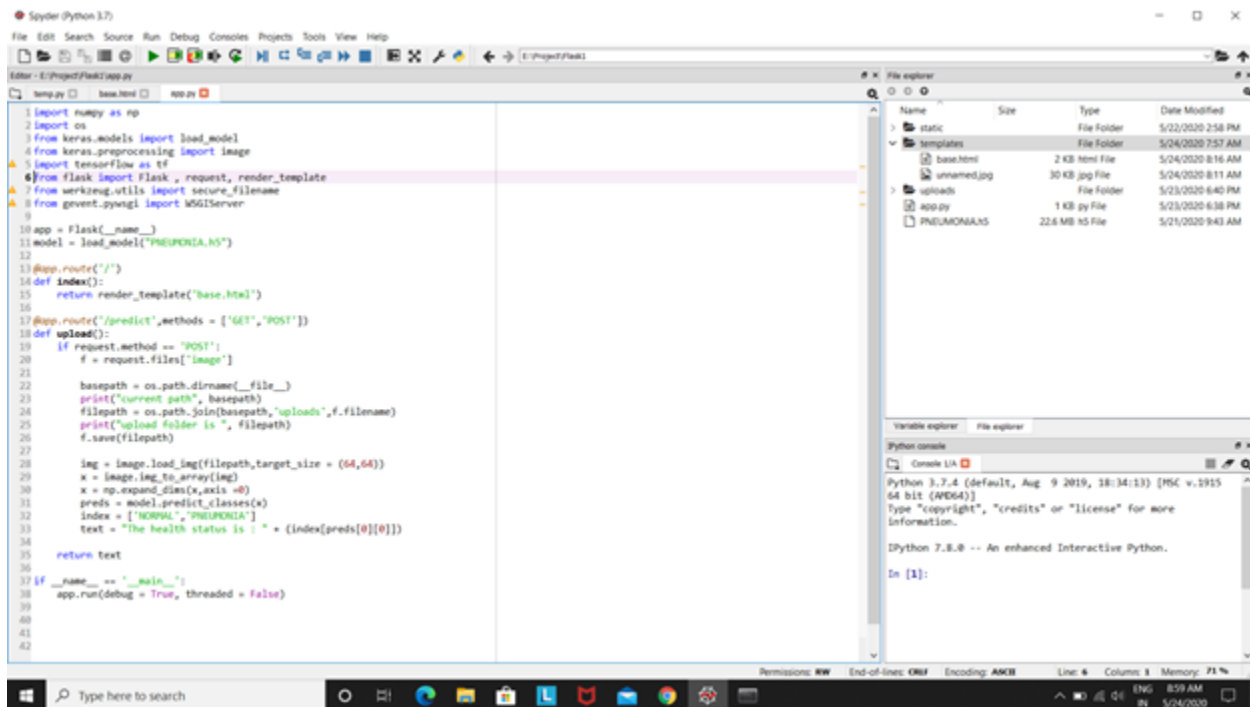 Spyder (Python 3.7)
File Edit Search Source Run Debug Consoles Projects Tools View Help
E:\Project\Flask1
Editor - E:\Project\Flask1\app.py
temp.py base.html app.py
1 import numpy as np
2 import os
3 from keras.models import load_model
4 from keras.preprocessing import image
5 import tensorflow as tf
6 from flask import Flask , request, render_template
7 from werkzeug.utils import secure_filename
8 from gevent.pywsgi import WSGIServer
9
10 app = Flask(__name__)
11 model = load_model("PNEUMONIA.h5")
12
13 @app.route('/')
14 def index():
15     return render_template('base.html')
16
17 @app.route('/predict',methods = ['GET','POST'])
18 def upload():
19     if request.method == 'POST':
20         f = request.files['image']
21
22         basepath = os.path.dirname(__file__)
23         print("current path", basepath)
24         filepath = os.path.join(basepath,'uploads',f.filename)
25         print("upload folder is ", filepath)
26         f.save(filepath)
27
28         img = image.load_img(filepath,target_size = (64,64))
29         x = image.img_to_array(img)
30         x = np.expand_dims(x,axis =0)
31         preds = model.predict_classes(x)
32         index = ['NORMAL','PNEUMONIA']
33         text = "The health status is : " + (index[preds[0][0]])
34
35     return text
36
37 if __name__ == '__main__':
38     app.run(debug = True, threaded = False)
39
40
41
42
File explorer
Name Size Type Date Modified
static File Folder 5/22/2020 2:58 PM
templates File Folder 5/24/2020 7:57 AM
base.html 2 KB html File 5/24/2020 8:16 AM
unnamed.jpg 30 KB jpg File 5/24/2020 8:11 AM
uploads File Folder 5/23/2020 6:40 PM
app.py 1 KB py File 5/23/2020 6:38 PM
PNEUMONIA.h5 22.6 MB h5 File 5/21/2020 9:43 AM
Variable explorer File explorer
IPython console
Console 1/A
Python 3.7.4 (default, Aug 9 2019, 18:34:13) [MSC v.1915
64 bit (AMD64)]
Type "copyright", "credits" or "license" for more
information.
IPython 7.8.0 -- An enhanced Interactive Python.
In [1]:
Permissions: RW End-of-lines: CRLF Encoding: ASCII Line: 6 Column: 1 Memory: 71 %
Type here to search
L
ENG
IN
8:59 AM
5/24/2020